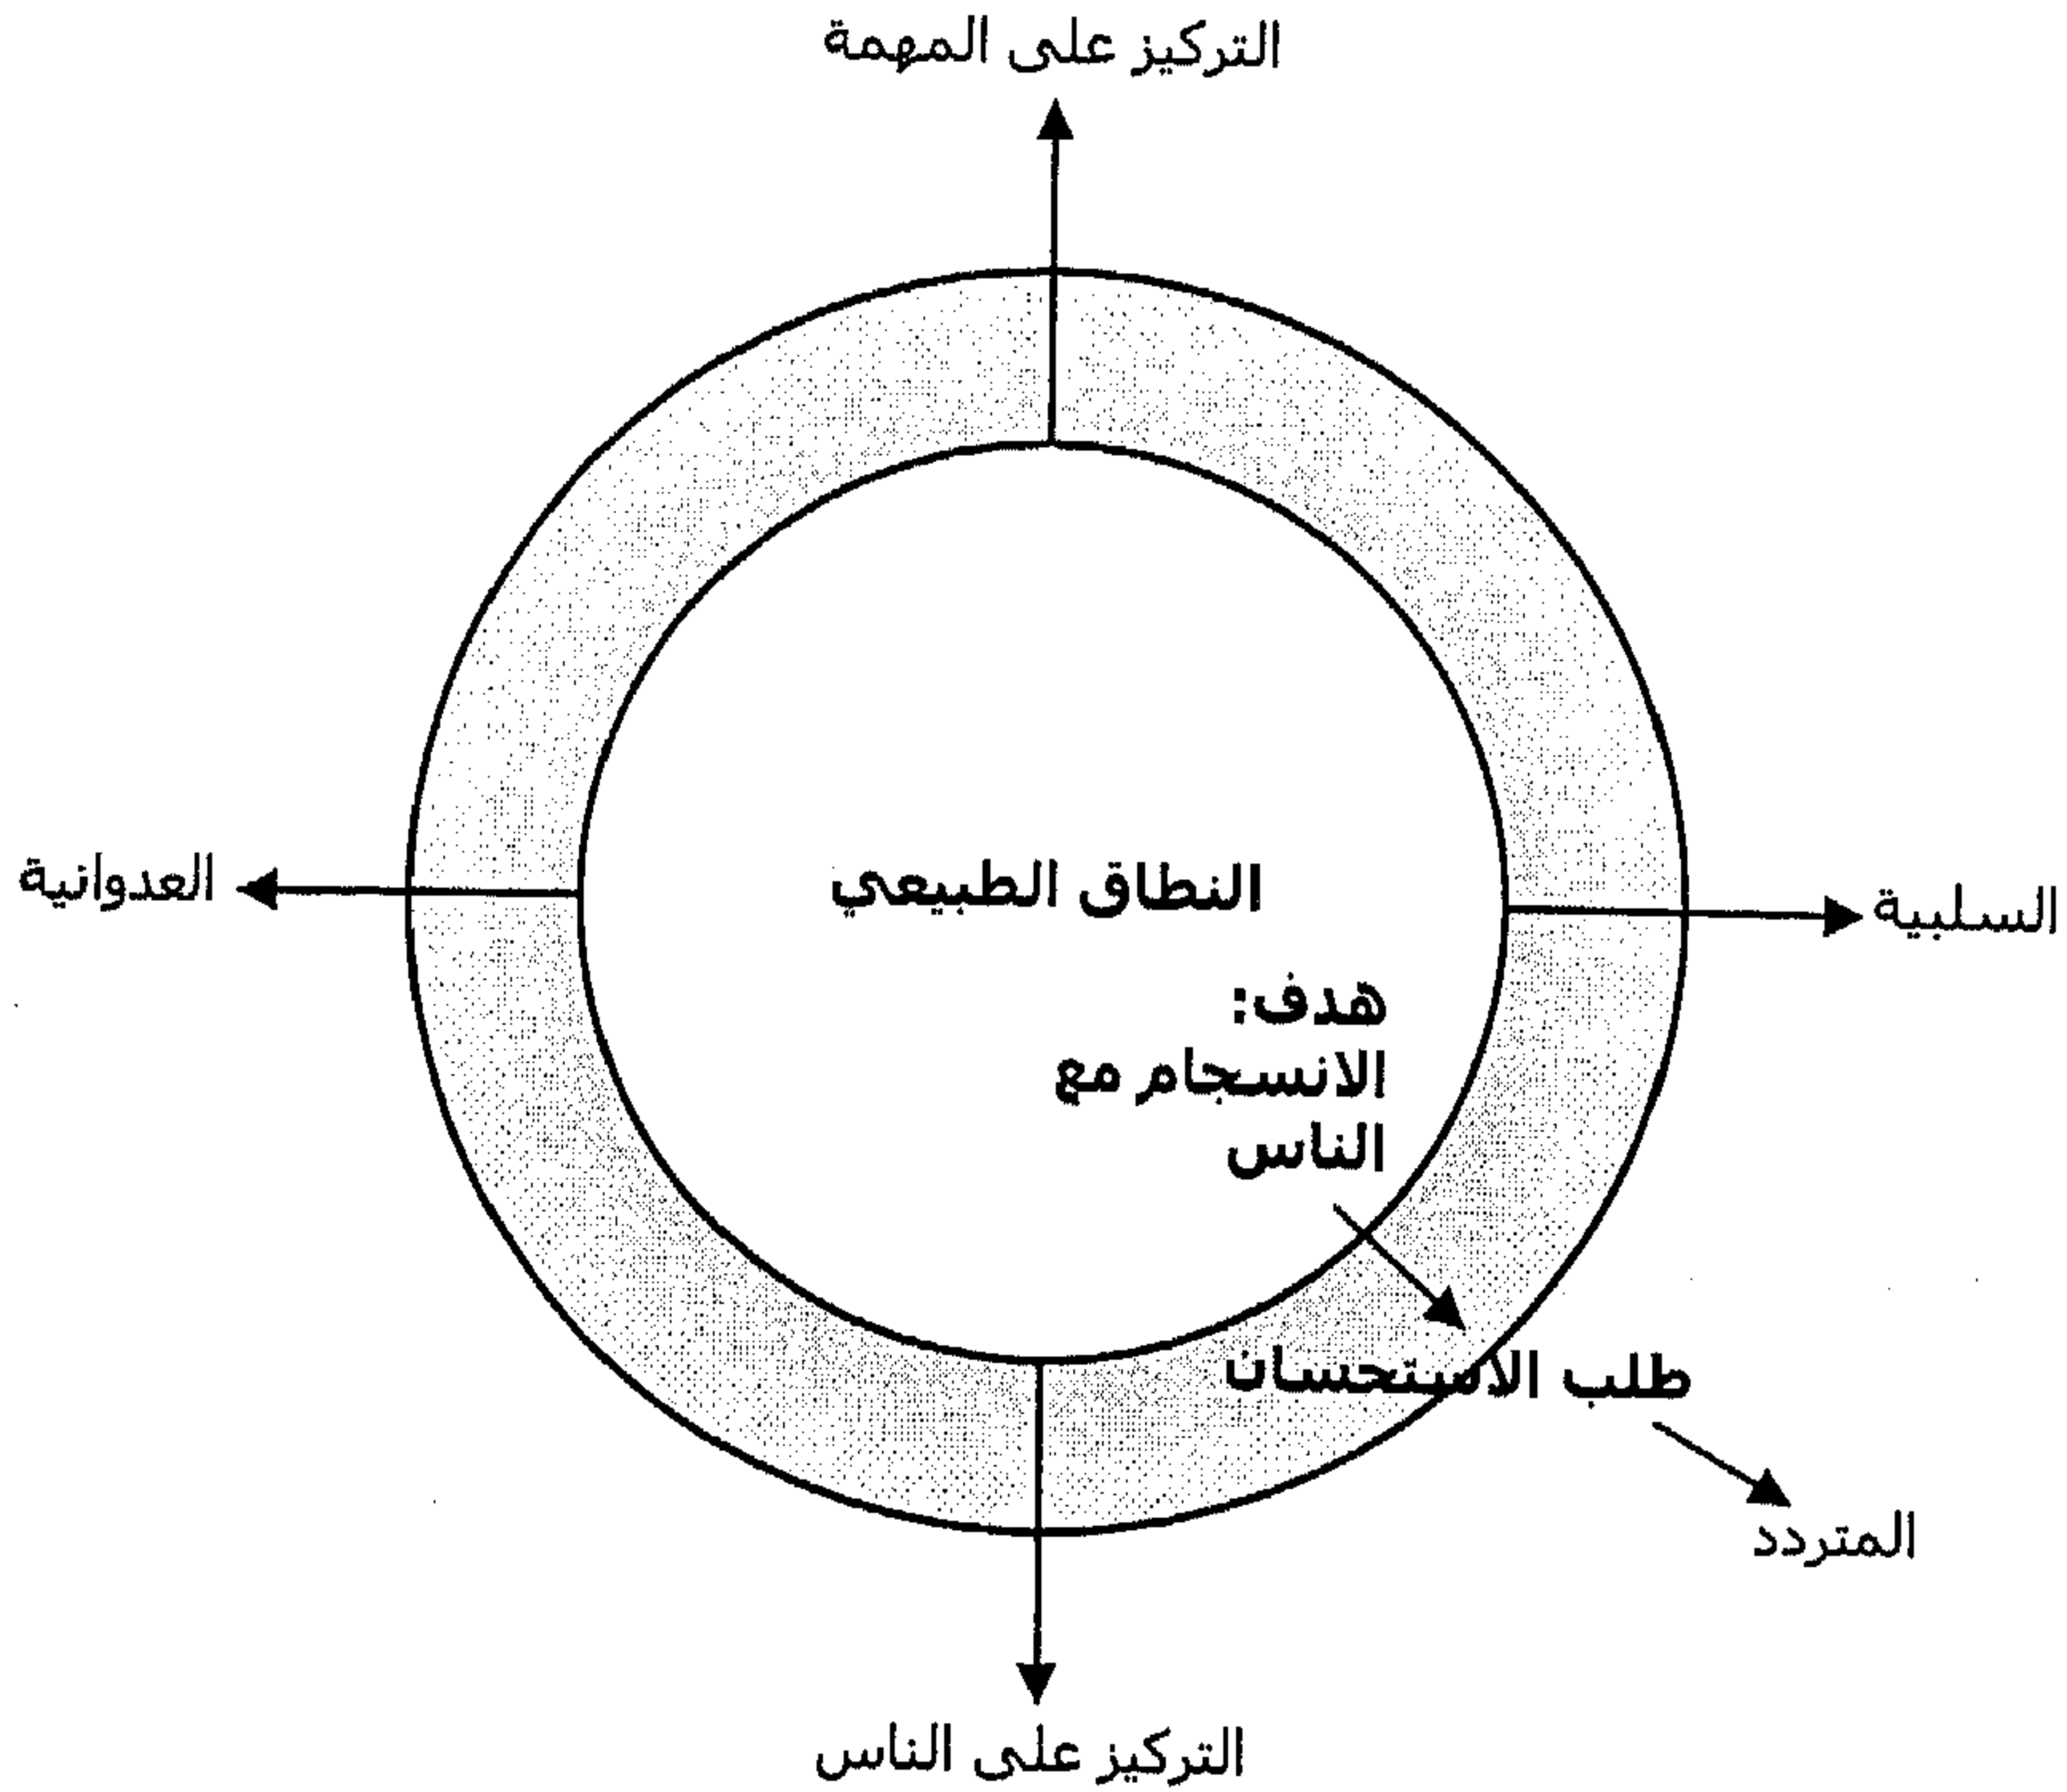 التركيز على المهمة
العدوانية
النطاق الطبيعي
السلبية
هدف:
الانسجام مع
الناس
طلب الاستحسان
المتردد
التركيز على الناس